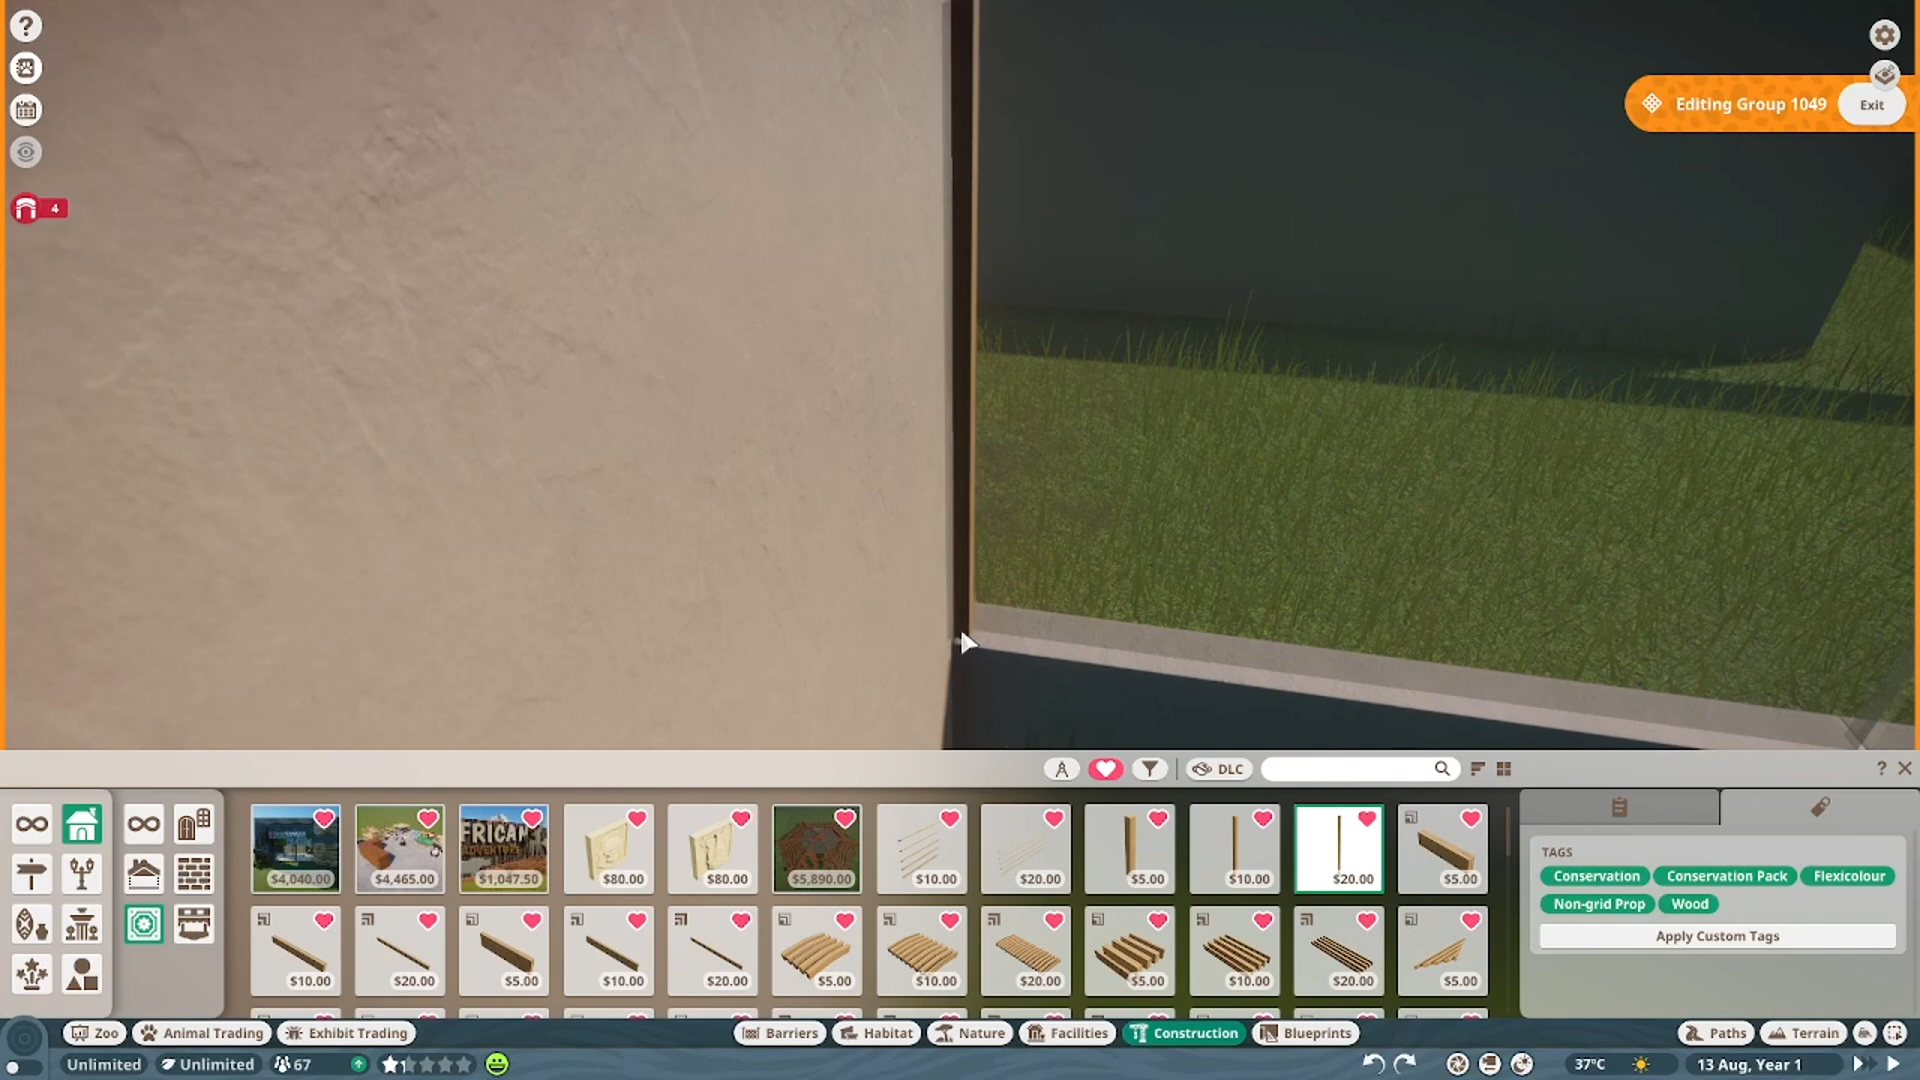 Editing Group 1049
Exit
4
DLC
$4,040.00
$4,465.00
FRICAN
ADVENTURE
$1,047.50
$80.00
$80.00
$5,890.00
$10.00
$20.00
$5.00
$10.00
$20.00
$5.00
$10.00
$20.00
$5.00
$10.00
$20.00
$5.00
$10.00
$20.00
$5.00
$10.00
$20.00
$5.00
TAGS
Conservation
Conservation Pack
Flexicolour
Non-grid Prop
Wood
Apply Custom Tags
Zoo
Animal Trading
Exhibit Trading
Barriers
Habitat
Nature
Facilities
Construction
Blueprints
Paths
Terrain
Unlimited
Unlimited
67
37°C
13 Aug, Year 1